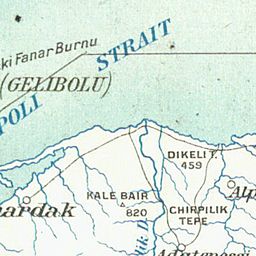 ki Fanar Burnu
STRAIT
(GELIBOLU)
POLI
DIKELI T.
459
KALE BAIR
820
CHIRPILIK
TEPE
ardak